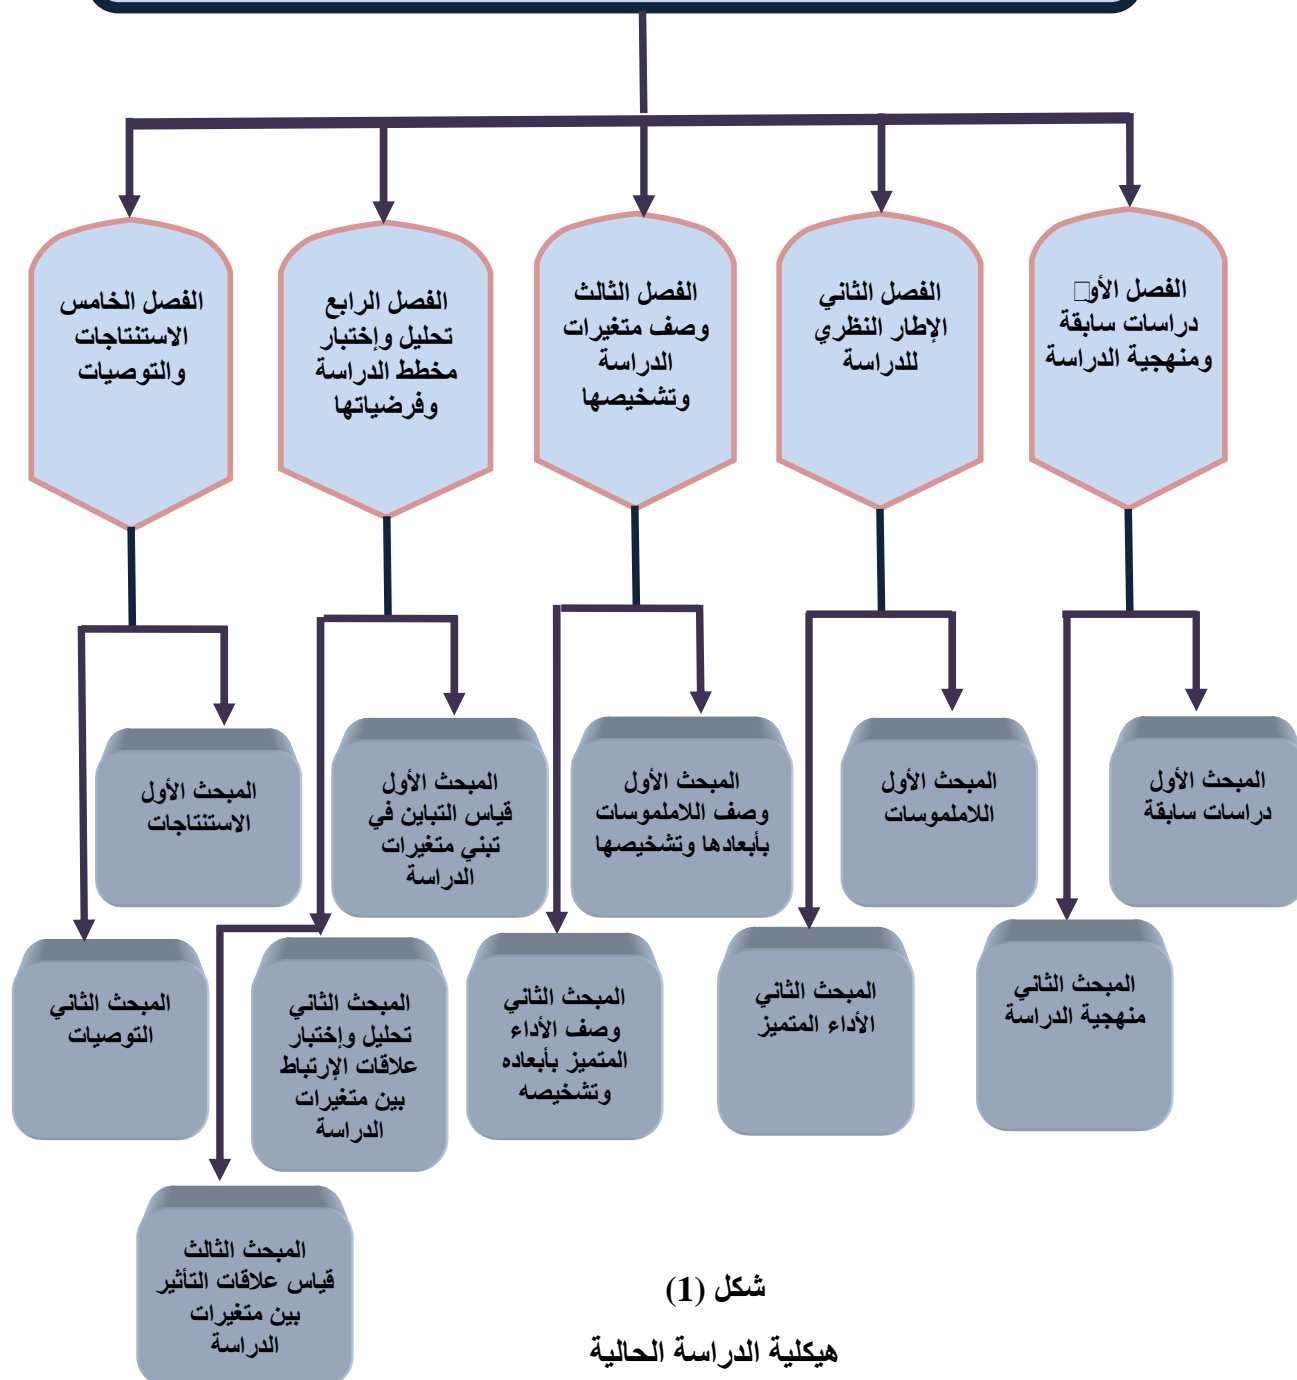 الفصل الأو
دراسات سابقة
ومنهجية الدراسة
الفصل الثاني
الإطار النظري
للدراسة
الفصل الثالث
وصف متغيرات
الدراسة
وتشخيصها
الفصل الرابع
تحليل وإختبار
مخطط الدراسة
وفرضياتها
الفصل الخامس
الاستنتاجات
والتوصيات
المبحث الأول
دراسات سابقة
المبحث الأول
اللاملموسات
المبحث الأول
وصف اللاملموسات
بأبعادها وتشخيصها
المبحث الأول
قياس التباين في
تبني متغيرات
الدراسة
المبحث الأول
الاستنتاجات
المبحث الثاني
منهجية الدراسة
المبحث الثاني
الأداء المتميز
المبحث الثاني
وصف الأداء
المتميز بأبعاده
وتشخيصه
المبحث الثاني
تحليل وإختبار
علاقات الإرتباط
بين متغيرات
الدراسة
المبحث الثاني
التوصيات
المبحث الثالث
قياس علاقات التأثير
بين متغيرات
الدراسة
شكل (1)
هيكلية الدراسة الحالية